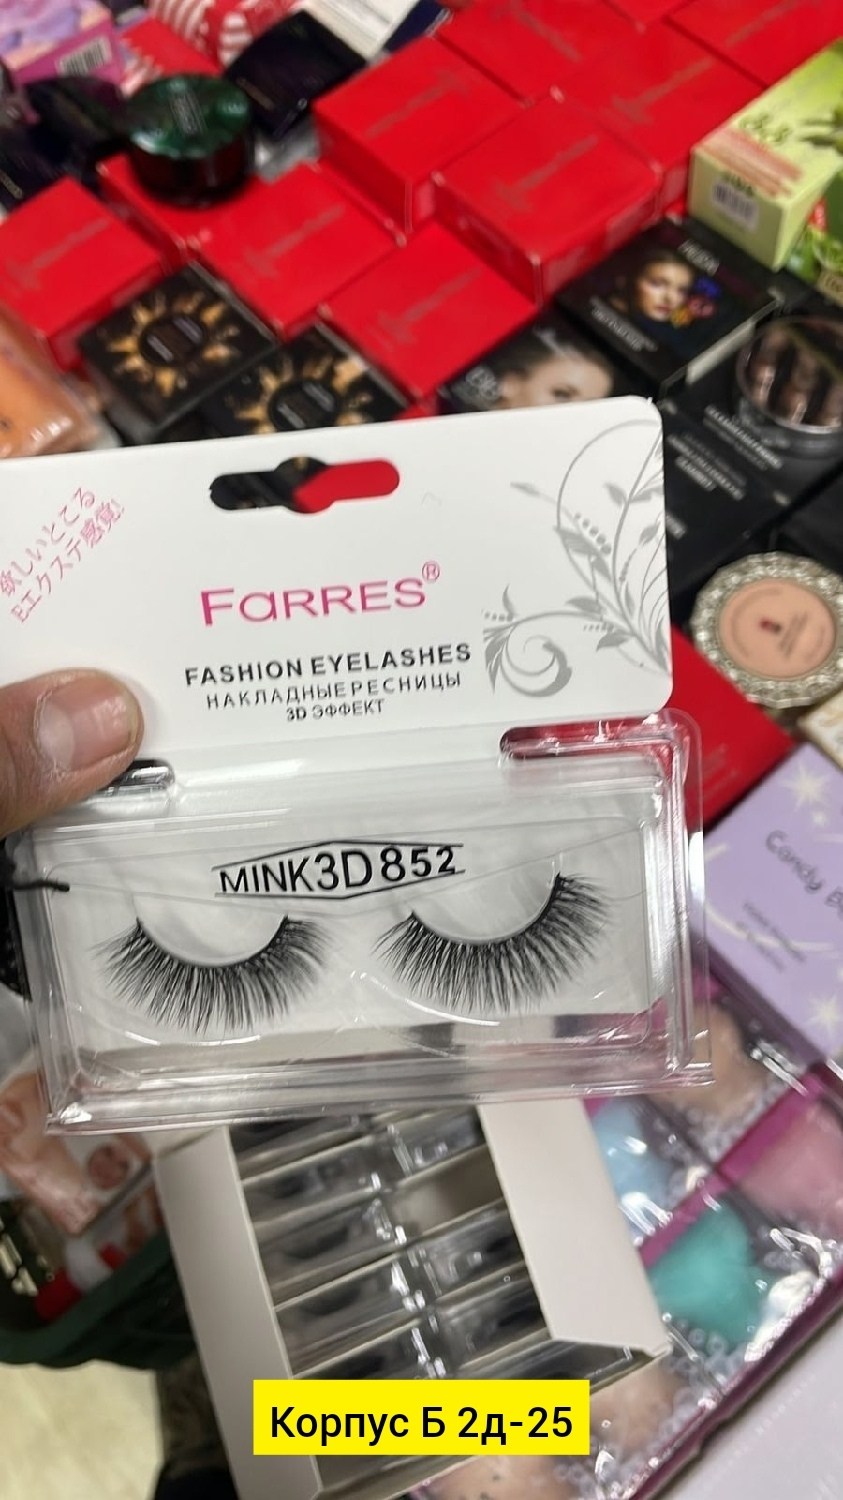 欲しいところ
Eエクステ感覚!
FaRRES®
FASHION EYELASHES
НАКЛАДНЫЕ РЕСНИЦЫ
3D ЭФФЕКТ
MINK3D852
Candy
Корпус Б 2д-25